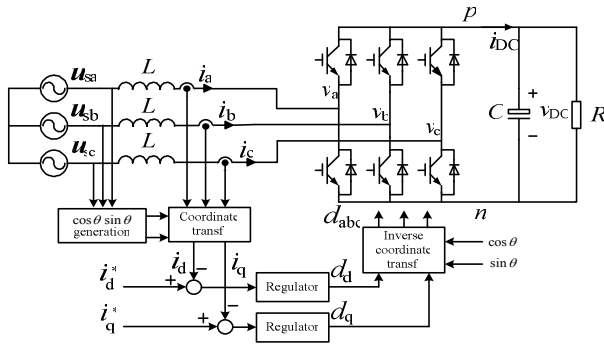 p
i_DC
u_sa L i_a
v_a
u_sb L i_b
v_b
C + − v_DC R
u_sc L i_c
v_c
d_abc
n
cos θ sin θ
generation
Coordinate
transf
Inverse
coordinate
transf
cos θ
sin θ
i_d − i_q
i_d* +
Regulator
d_d
−
i_q* +
Regulator
d_q